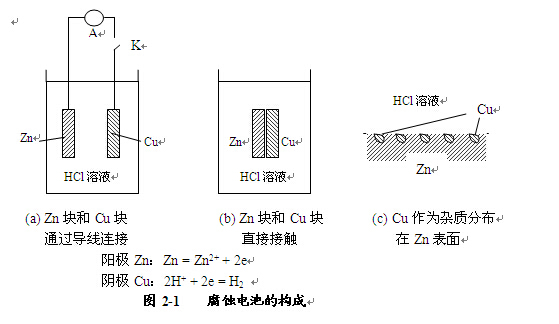 A
K
Zn
Cu
HCl 溶液
Zn
Cu
HCl 溶液
HCl 溶液
Cu
Zn
(a) Zn 块和 Cu 块
通过导线连接
(b) Zn 块和 Cu 块
直接接触
(c) Cu 作为杂质分布
在 Zn 表面
阳极 Zn：Zn = Zn²⁺ + 2e
阴极 Cu：2H⁺ + 2e = H₂
图 2-1 腐蚀电池的构成